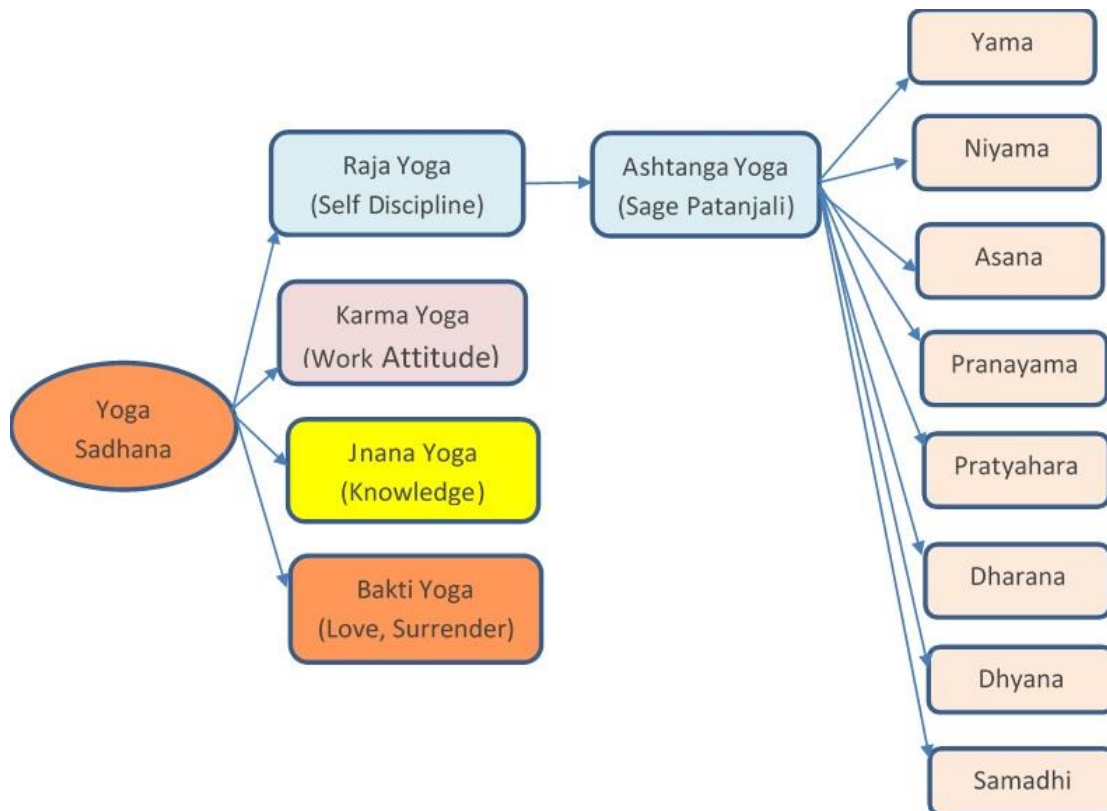 Yoga
Sadhana
Raja Yoga
(Self Discipline)
Karma Yoga
(Work Attitude)
Jnana Yoga
(Knowledge)
Bakti Yoga
(Love, Surrender)
Ashtanga Yoga
(Sage Patanjali)
Yama
Niyama
Asana
Pranayama
Pratyahara
Dharana
Dhyana
Samadhi